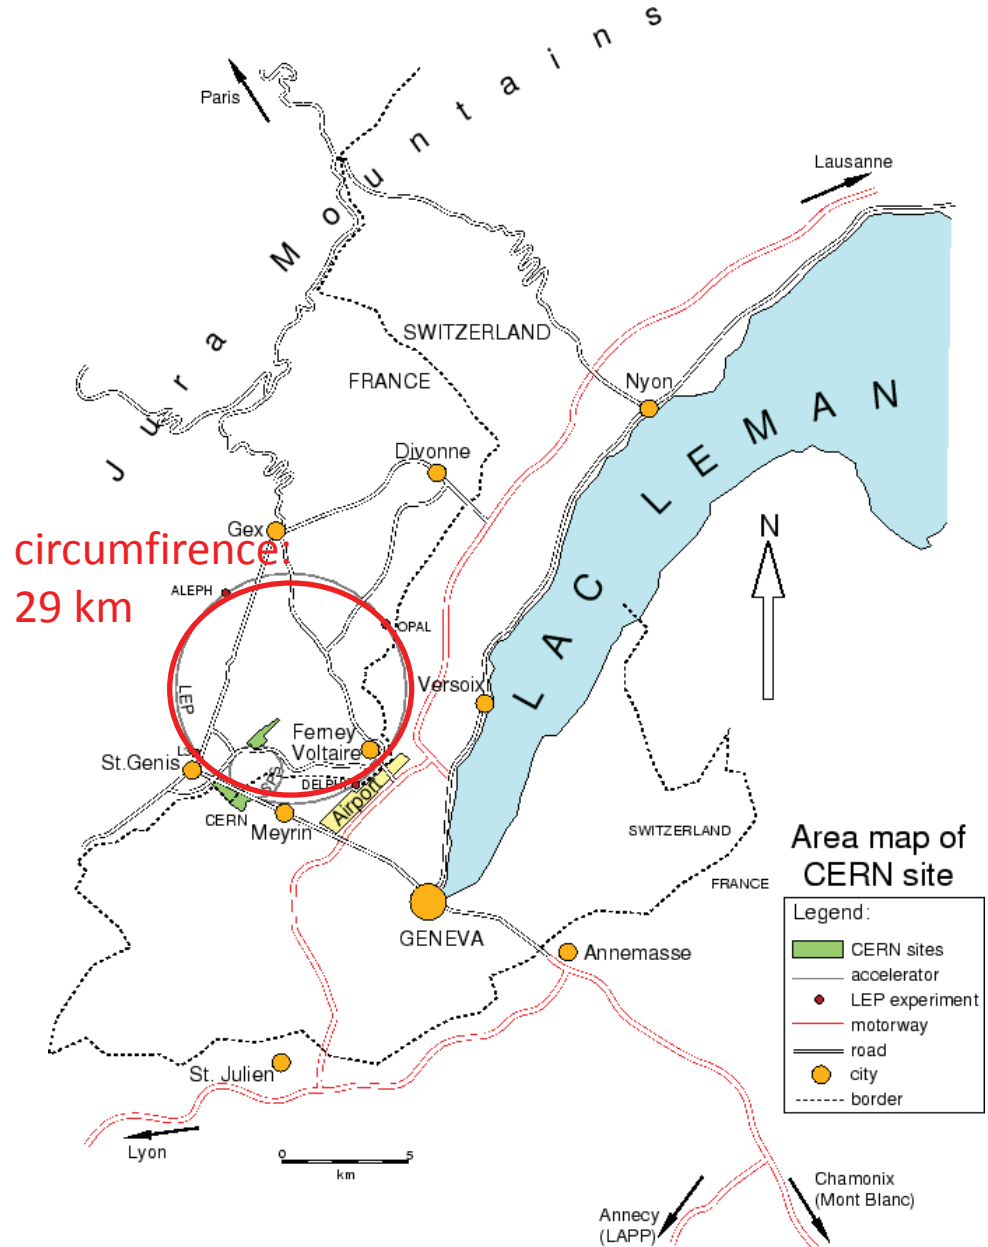 Jura Mountains
Paris
Lausanne
SWITZERLAND
FRANCE
Nyon
LAC LEMAN
Divonne
Gex
N
circumfirence:
29 km
ALEPH
OPAL
LEP
Versoix
Ferney
Voltaire
L3
St.Genis
SPS
DELPHI
Airport
CERN
Meyrin
SWITZERLAND
FRANCE
GENEVA
Annemasse
St. Julien
Lyon
0 5
km
Annecy
(LAPP)
Chamonix
(Mont Blanc)
Area map of
CERN site
Legend:
CERN sites
accelerator
LEP experiment
motorway
road
city
border